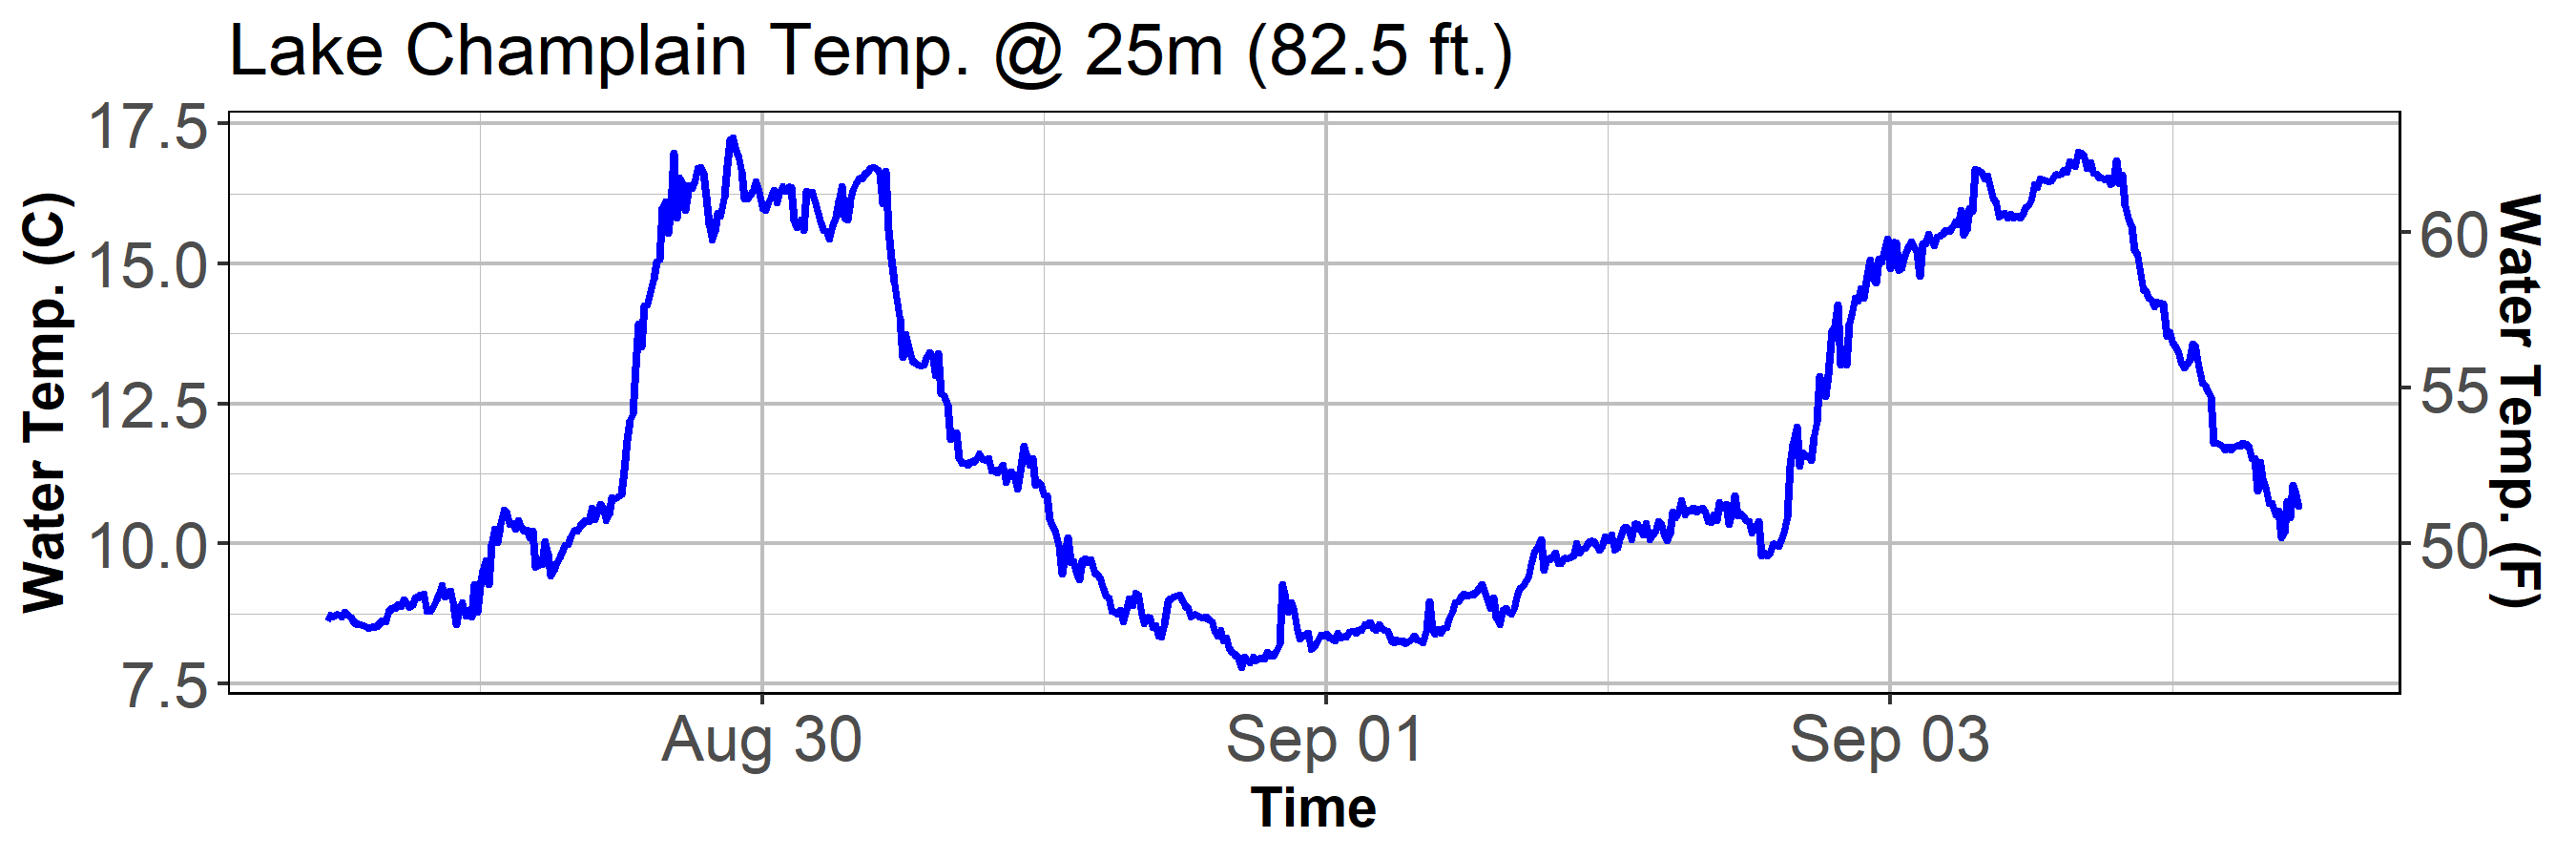 Lake Champlain Temp. @ 25m (82.5 ft.)
Water Temp. (C)
17.5
15.0
12.5
10.0
7.5
60
55
50
Water Temp. (F)
Aug 30 Sep 01 Sep 03
Time